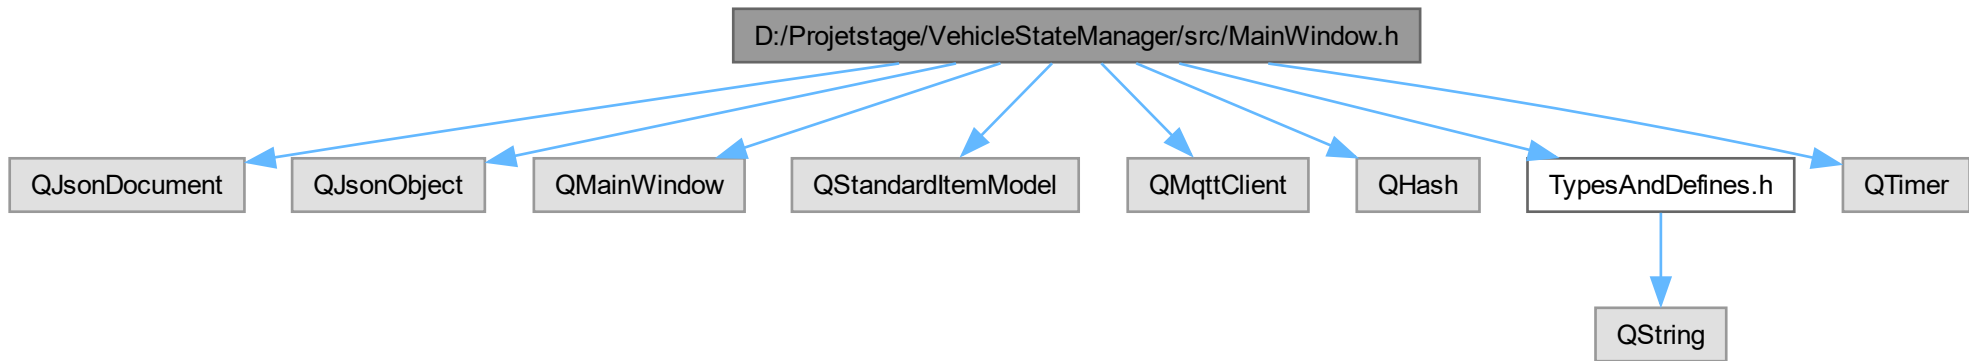 D:/Projetstage/VehicleStateManager/src/MainWindow.h
QJsonDocument
QJsonObject
QMainWindow
QStandardItemModel
QMqttClient
QHash
TypesAndDefines.h
QTimer
QString